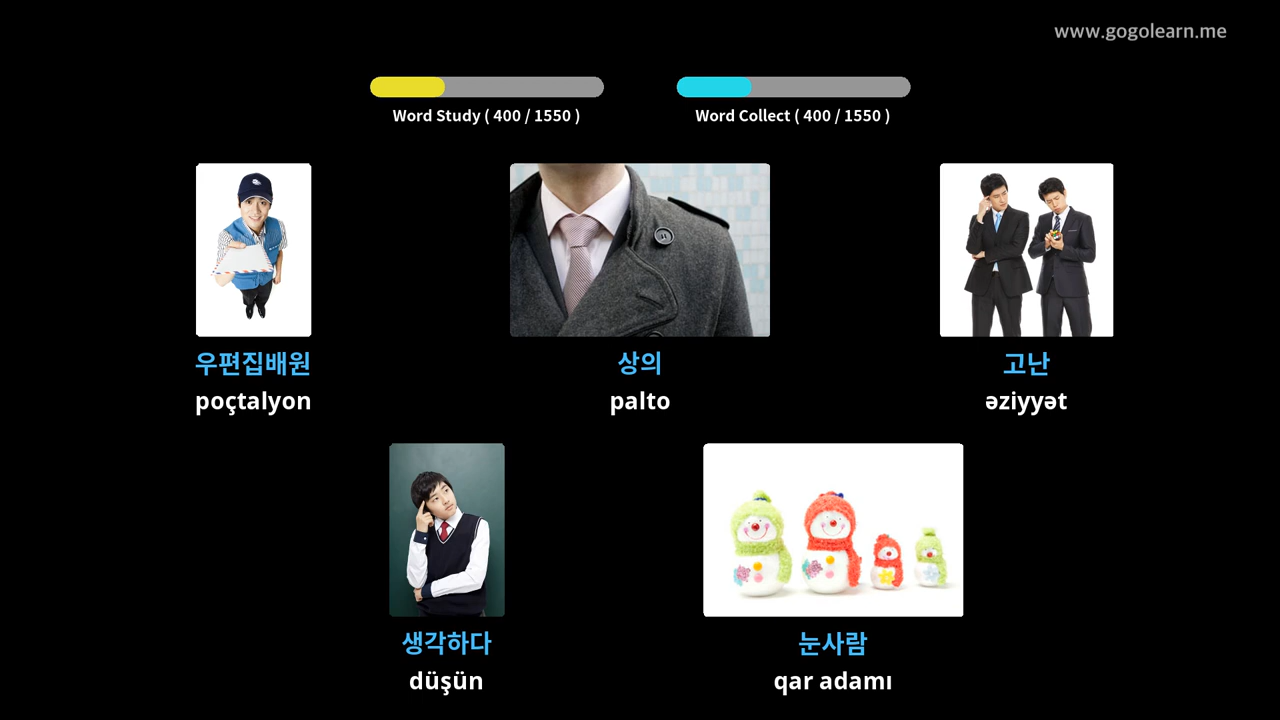 www.gogolearn.me
Word Study ( 400 / 1550 )
Word Collect ( 400 / 1550 )
우편집배원
poçtalyon
상의
palto
고난
əziyyət
생각하다
düşün
눈사람
qar adamı